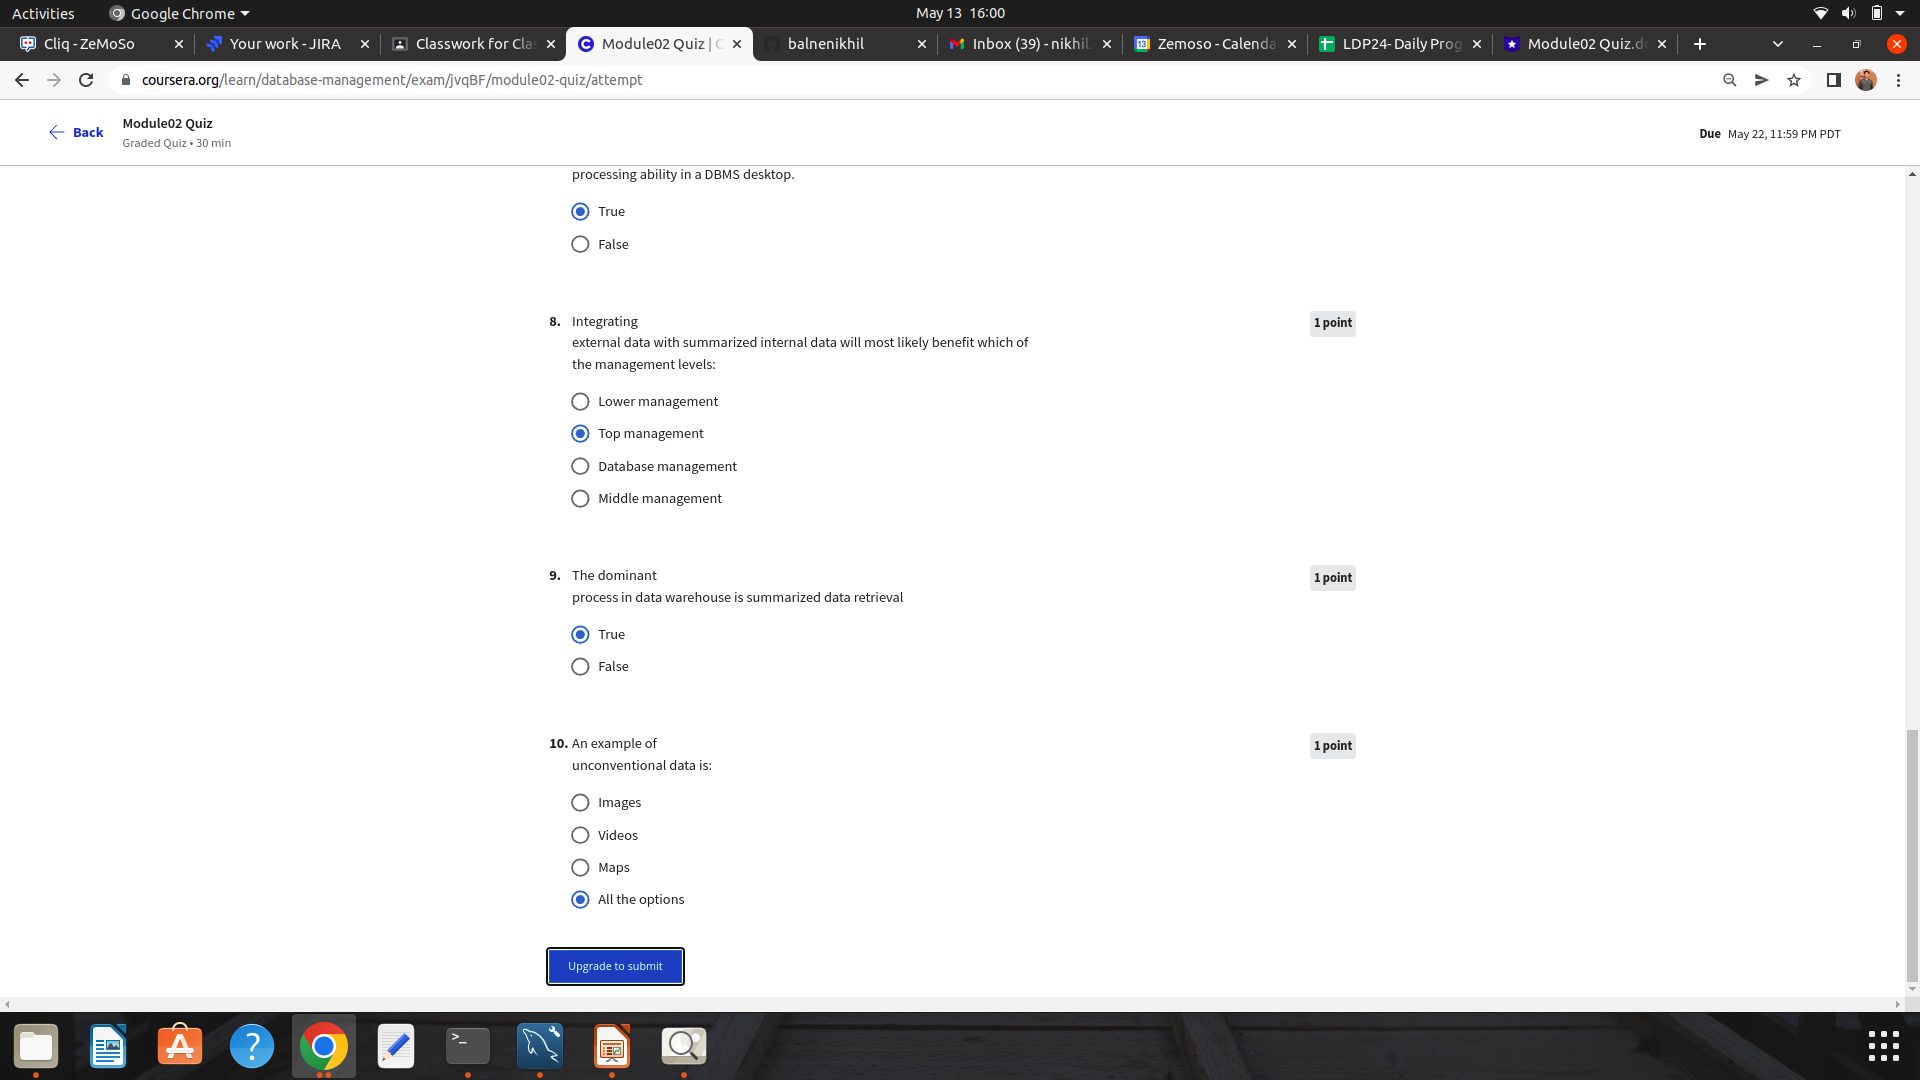 Activities
Google Chrome
May 13 16:00
Cliq - ZeMoSo
Your work - JIRA
Classwork for Clas
Module02 Quiz | C
balnenikhil
Inbox (39) - nikhil.
Zemoso - Calenda
LDP24- Daily Prog
Module02 Quiz.do
coursera.org/learn/database-management/exam/jvqBF/module02-quiz/attempt
Back
Module02 Quiz
Graded Quiz • 30 min
Due May 22, 11:59 PM PDT
processing ability in a DBMS desktop.
True
False
8. Integrating
1 point
external data with summarized internal data will most likely benefit which of
the management levels:
Lower management
Top management
Database management
Middle management
9. The dominant
1 point
process in data warehouse is summarized data retrieval
True
False
10. An example of
1 point
unconventional data is:
Images
Videos
Maps
All the options
Upgrade to submit